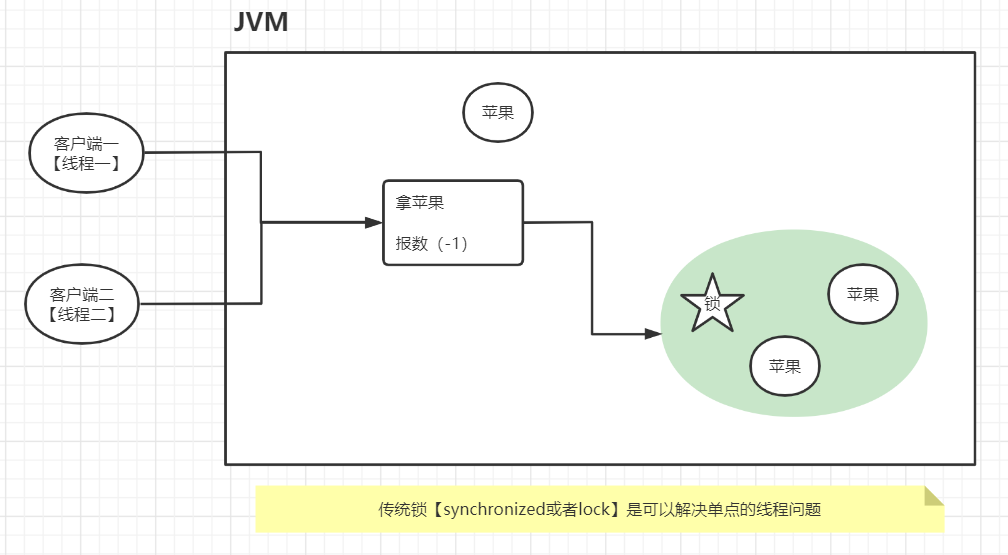 JVM
苹果
客户端一
【线程一】
拿苹果
报数（-1）
客户端二
【线程二】
锁
苹果
苹果
传统锁【synchronized或者lock】是可以解决单点的线程问题